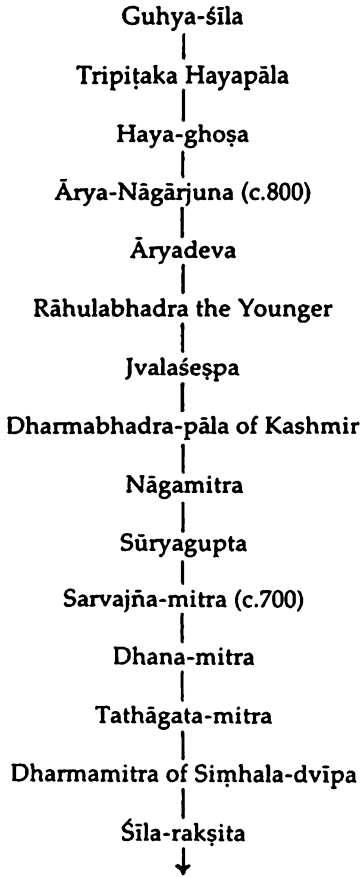 Guhya-śīla
Tripiṭaka Hayapāla
Haya-ghoṣa
Ārya-Nāgārjuna (c.800)
Āryadeva
Rāhulabhadra the Younger
Jvalaśeṣpa
Dharmabhadra-pāla of Kashmir
Nāgamitra
Sūryagupta
Sarvajña-mitra (c.700)
Dhana-mitra
Tathāgata-mitra
Dharmamitra of Siṃhala-dvīpa
Śīla-rakṣita